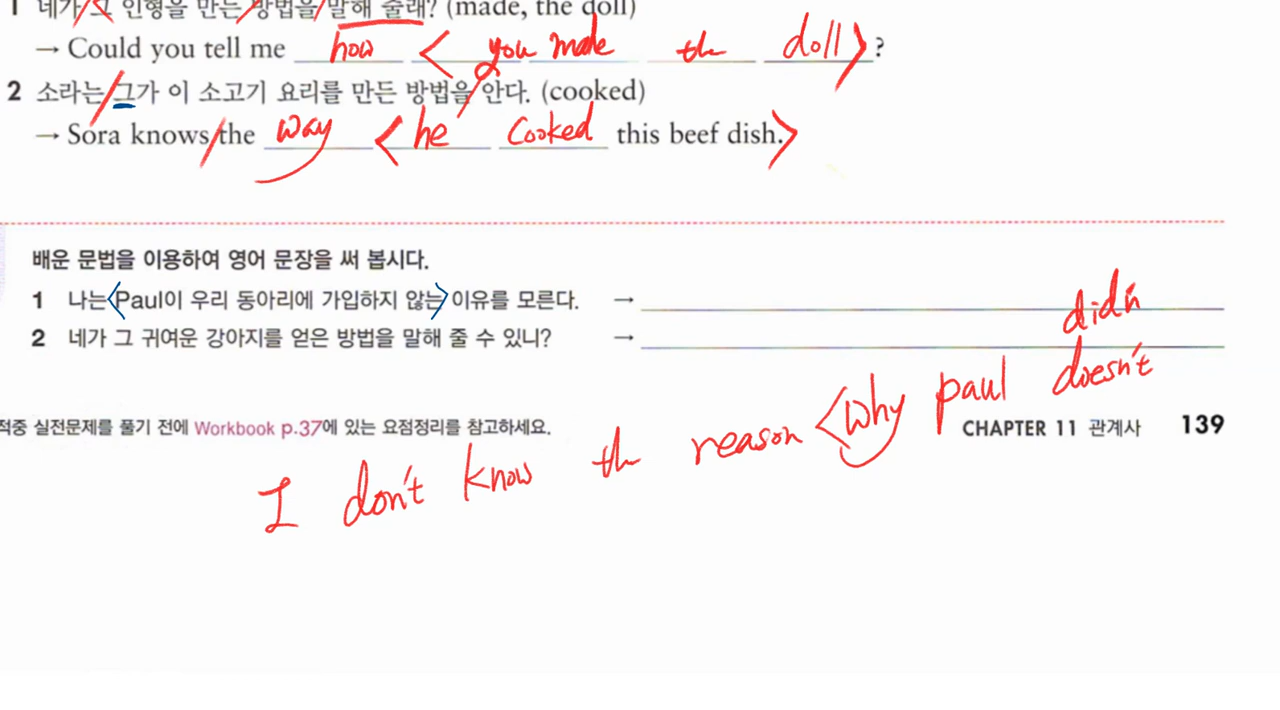 1 네가 그 인형을 만든 방법을 말해 줄래? (made, the doll)
→ Could you tell me how < you made the doll > ?
2 소라는 그가 이 소고기 요리를 만든 방법을 안다. (cooked)
→ Sora knows the way < he cooked this beef dish. >
배운 문법을 이용하여 영어 문장을 써 봅시다.
1 나는 <Paul이 우리 동아리에 가입하지 않는> 이유를 모른다. →
didn
2 네가 그 귀여운 강아지를 얻은 방법을 말해 줄 수 있니? →
I don't know the reason < why paul doesn't
적중 실전문제를 풀기 전에 Workbook p.37에 있는 요점정리를 참고하세요.
CHAPTER 11 관계사 139